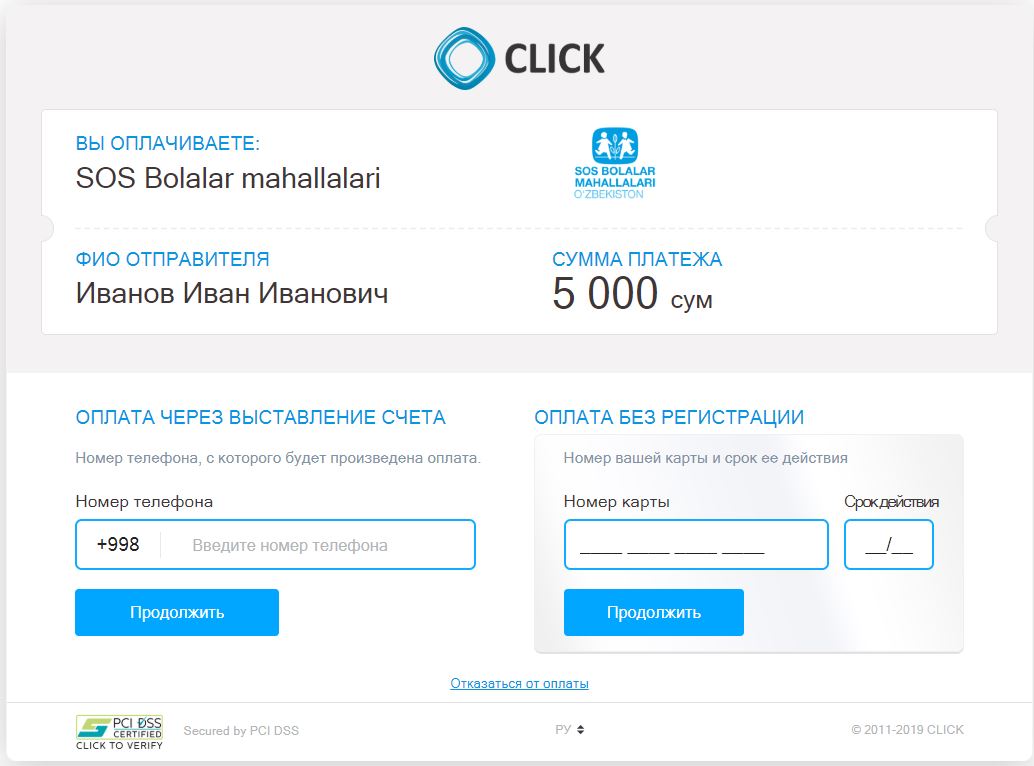 CLICK
ВЫ ОПЛАЧИВАЕТЕ:
SOS Bolalar mahallalari
SOS BOLALAR
MAHALLALARI
O'ZBEKISTON
ФИО ОТПРАВИТЕЛЯ
Иванов Иван Иванович
СУММА ПЛАТЕЖА
5 000 сум
ОПЛАТА ЧЕРЕЗ ВЫСТАВЛЕНИЕ СЧЕТА
Номер телефона, с которого будет произведена оплата.
Номер телефона
+998 Введите номер телефона
Продолжить
ОПЛАТА БЕЗ РЕГИСТРАЦИИ
Номер вашей карты и срок ее действия
Номер карты Срок действия
____ ____ ____ ____ __/__
Продолжить
Отказаться от оплаты
PCI DSS
CERTIFIED
CLICK TO VERIFY
Secured by PCI DSS
РУ
© 2011-2019 CLICK